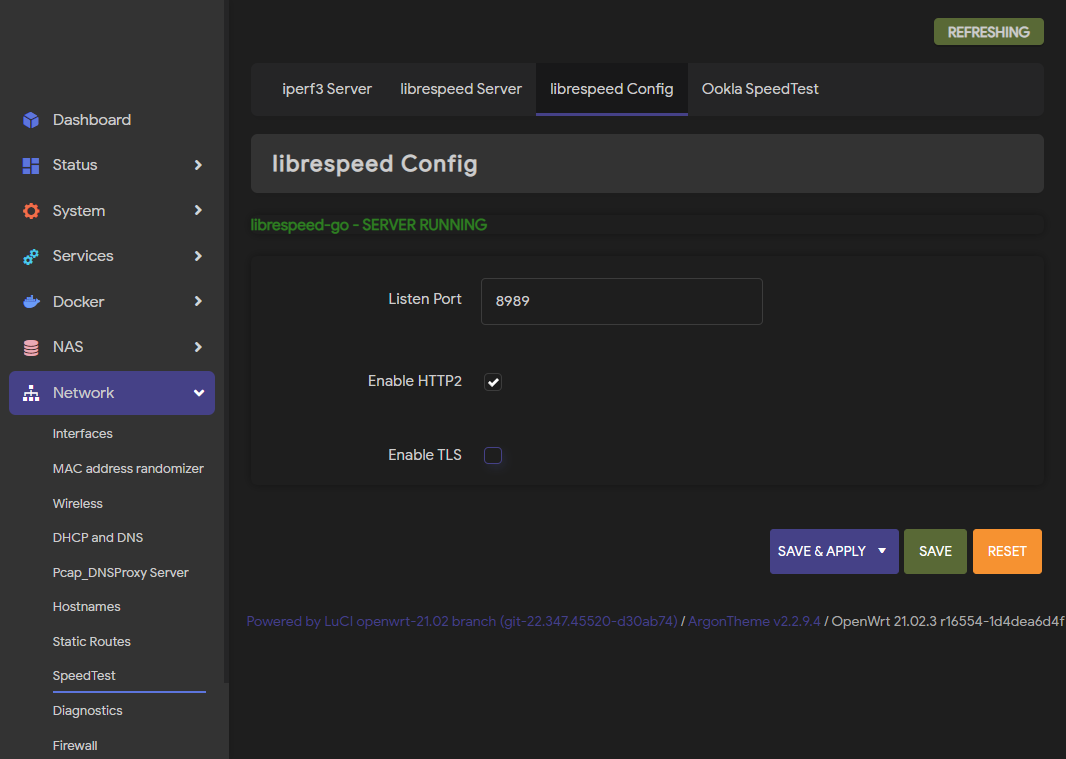 REFRESHING
iperf3 Server librespeed Server librespeed Config Ookla SpeedTest
Dashboard
Status
System
Services
Docker
NAS
Network
Interfaces
MAC address randomizer
Wireless
DHCP and DNS
Pcap_DNSProxy Server
Hostnames
Static Routes
SpeedTest
Diagnostics
Firewall
librespeed Config
librespeed-go - SERVER RUNNING
Listen Port 8989
Enable HTTP2
Enable TLS
SAVE & APPLY SAVE RESET
Powered by LuCI openwrt-21.02 branch (git-22.347.45520-d30ab74) / ArgonTheme v2.2.9.4 / OpenWrt 21.02.3 r16554-1d4dea6d4f